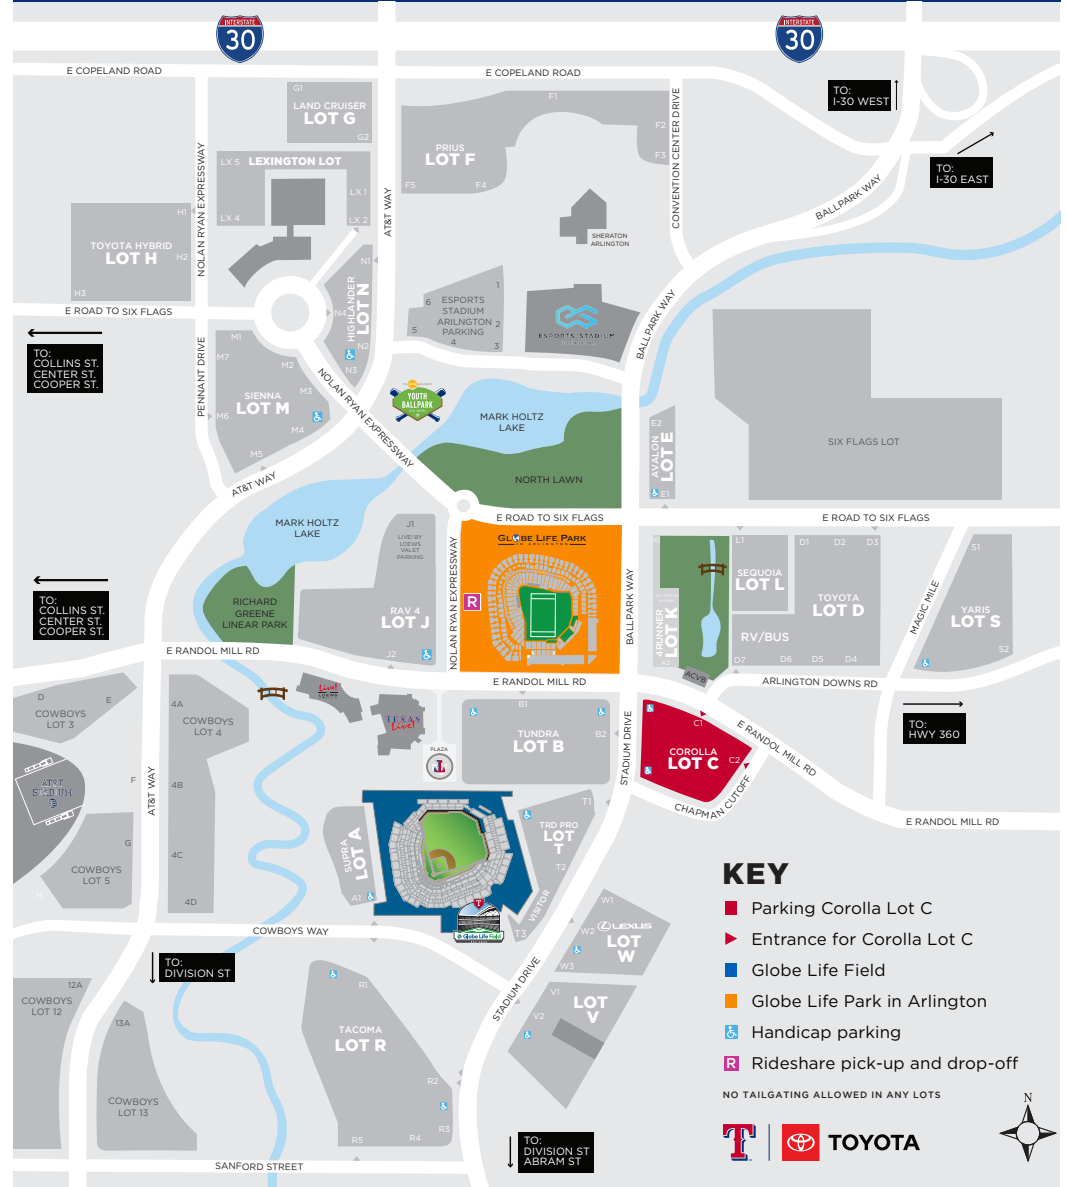 INTERSTATE
30
INTERSTATE
30
E COPELAND ROAD
E COPELAND ROAD
TO:
I-30 WEST
TO:
I-30 EAST
G1
LAND CRUISER
LOT G
G2
F1
F2
F3
PRIUS
LOT F
F5
F4
CONVENTION CENTER DRIVE
NOLAN RYAN EXPRESSWAY
LX 5
LEXINGTON LOT
LX 1
LX 4
LX 2
AT&T WAY
BALLPARK WAY
H1
TOYOTA HYBRID
LOT H
H2
H3
SHERATON
ARLINGTON
N1
HIGHLANDER
LOT N
N4
N2
N3
1
6
ESPORTS
STADIUM
ARILNGTON
PARKING
2
5
4
3
ESPORTS STADIUM
BALLPARK WAY
E ROAD TO SIX FLAGS
TO:
COLLINS ST.
CENTER ST.
COOPER ST.
PENNANT DRIVE
M1
M7
M2
M3
SIENNA
LOT M
M6
M4
M5
NOLAN RYAN EXPRESSWAY
YOUTH
BALLPARK
MARK HOLTZ
LAKE
E2
AVALON
LOT E
E1
SIX FLAGS LOT
AT&T WAY
NORTH LAWN
E ROAD TO SIX FLAGS
E ROAD TO SIX FLAGS
MARK HOLTZ
LAKE
J1
LIVE! BY
LOEWS
VALET
PARKING
GLOBE LIFE PARK
IN ARLINGTON
NOLAN RYAN EXPRESSWAY
BALLPARK WAY
L1
SEQUOIA
LOT L
D1
D2
D3
S1
TO:
COLLINS ST.
CENTER ST.
COOPER ST.
RICHARD
GREENE
LINEAR PARK
RAV 4
LOT J
J2
R
4RUNNER
LOT K
K2
TOYOTA
LOT D
RV/BUS
D7
D6
D5
D4
MAGIC MILE
YARIS
LOT S
S2
E RANDOL MILL RD
E RANDOL MILL RD
ACVB
ARLINGTON DOWNS RD
D
E
COWBOYS
LOT 3
4A
COWBOYS
LOT 4
Live!
LOEWS
TEXAS
Live!
B1
TUNDRA
LOT B
B2
STADIUM DRIVE
C1
COROLLA
LOT C
C2
E RANDOL MILL RD
TO:
HWY 360
PLAZA
AT&T
STADIUM
F
AT&T WAY
4B
CHAPMAN CUTOFF
E RANDOL MILL RD
T1
TRD PRO
LOT
T
T2
G
4C
SUPRA
LOT A
A1
COWBOYS
LOT 5
H
4D
VISITOR
T3
Globe Life Field
W1
LEXUS
W2
LOT
W
W3
KEY
Parking Corolla Lot C
Entrance for Corolla Lot C
Globe Life Field
Globe Life Park in Arlington
Handicap parking
R Rideshare pick-up and drop-off
NO TAILGATING ALLOWED IN ANY LOTS
COWBOYS WAY
TO:
DIVISION ST
STADIUM DRIVE
12A
COWBOYS
LOT 12
13A
R1
V1
LOT
V
V2
TACOMA
LOT R
R2
COWBOYS
LOT 13
R3
R4
R5
SANFORD STREET
TO:
DIVISION ST
ABRAM ST
T
TOYOTA
N